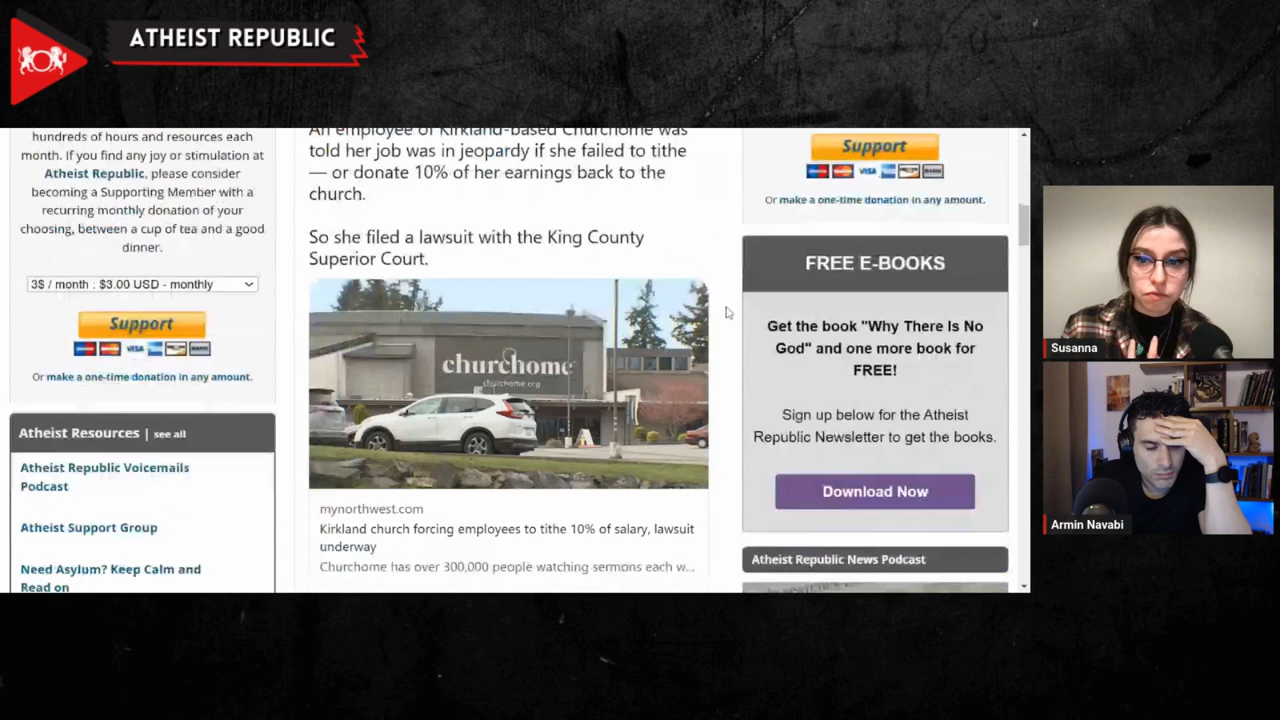 ATHEIST REPUBLIC
hundreds of hours and resources each
month. If you find any joy or stimulation at
Atheist Republic, please consider
becoming a Supporting Member with a
recurring monthly donation of your
choosing, between a cup of tea and a good
dinner.
3$ / month : $3.00 USD - monthly
Support
VISA
Or make a one-time donation in any amount.
Atheist Resources | see all
Atheist Republic Voicemails
Podcast
Atheist Support Group
Need Asylum? Keep Calm and
Read on
An employee of Kirkland-based Churchome was
told her job was in jeopardy if she failed to tithe
— or donate 10% of her earnings back to the
church.
So she filed a lawsuit with the King County
Superior Court.
churchome
churchome.org
mynorthwest.com
Kirkland church forcing employees to tithe 10% of salary, lawsuit
underway
Churchome has over 300,000 people watching sermons each w...
Support
VISA
Or make a one-time donation in any amount.
FREE E-BOOKS
Get the book "Why There Is No
God" and one more book for
FREE!
Sign up below for the Atheist
Republic Newsletter to get the books.
Download Now
Atheist Republic News Podcast
Susanna
Armin Navabi